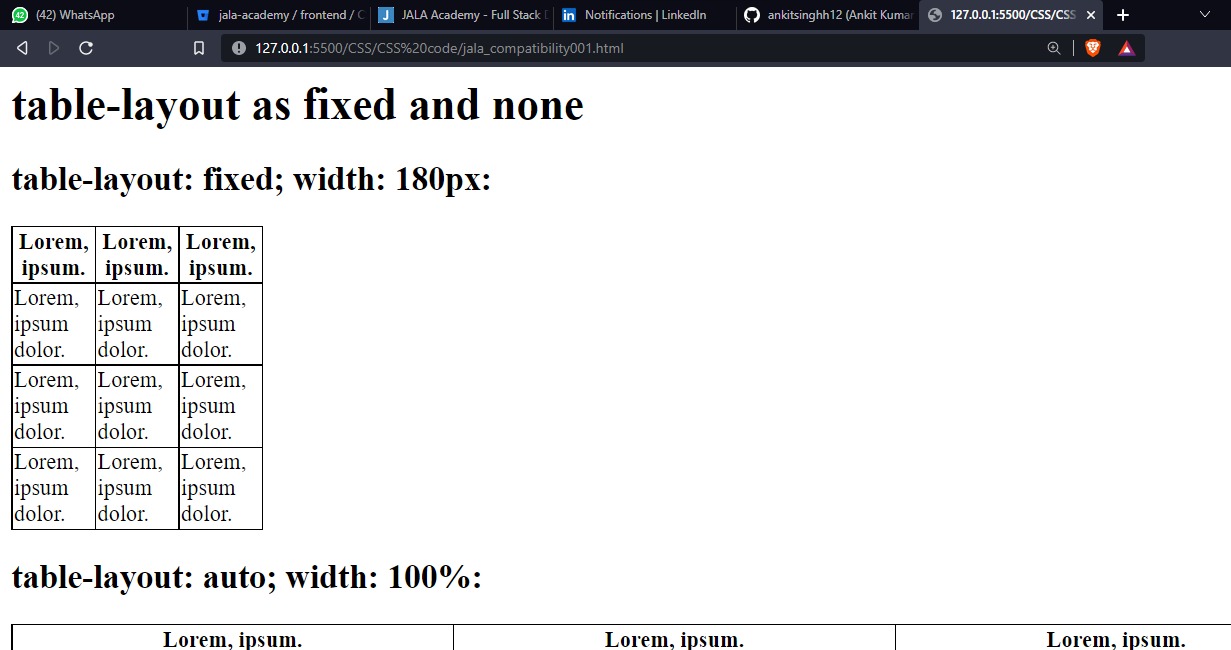 42 (42) WhatsApp
jala-academy / frontend / C
J JALA Academy - Full Stack D
in Notifications | LinkedIn
ankitsinghh12 (Ankit Kumar
127.0.0.1:5500/CSS/CSS
127.0.0.1:5500/CSS/CSS%20code/jala_compatibility001.html
table-layout as fixed and none
table-layout: fixed; width: 180px:
Lorem, Lorem, Lorem,
ipsum. ipsum. ipsum.
Lorem, Lorem, Lorem,
ipsum ipsum ipsum
dolor. dolor. dolor.
Lorem, Lorem, Lorem,
ipsum ipsum ipsum
dolor. dolor. dolor.
Lorem, Lorem, Lorem,
ipsum ipsum ipsum
dolor. dolor. dolor.
table-layout: auto; width: 100%:
Lorem, ipsum. Lorem, ipsum. Lorem, ipsum.